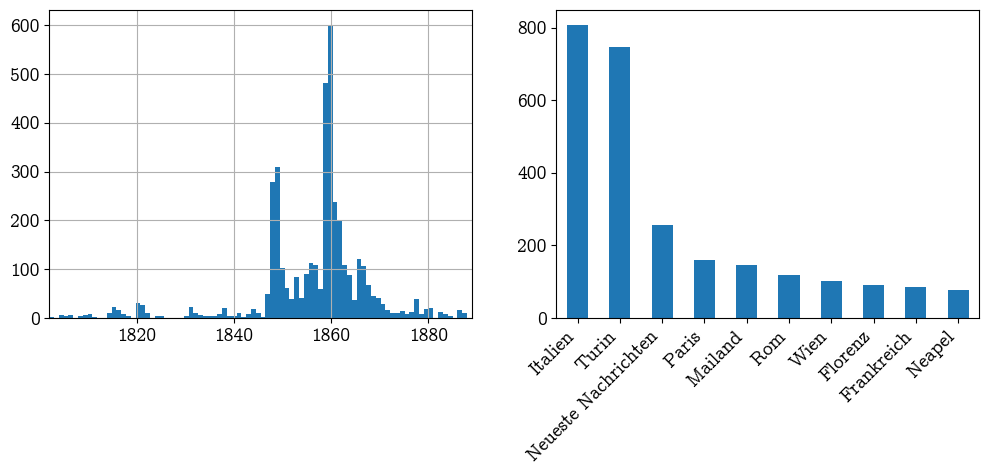 600
500
400
300
200
100
0
1820 1840 1860 1880
800
600
400
200
0
Italien
Turin
Neueste Nachrichten
Paris
Mailand
Rom
Wien
Florenz
Frankreich
Neapel